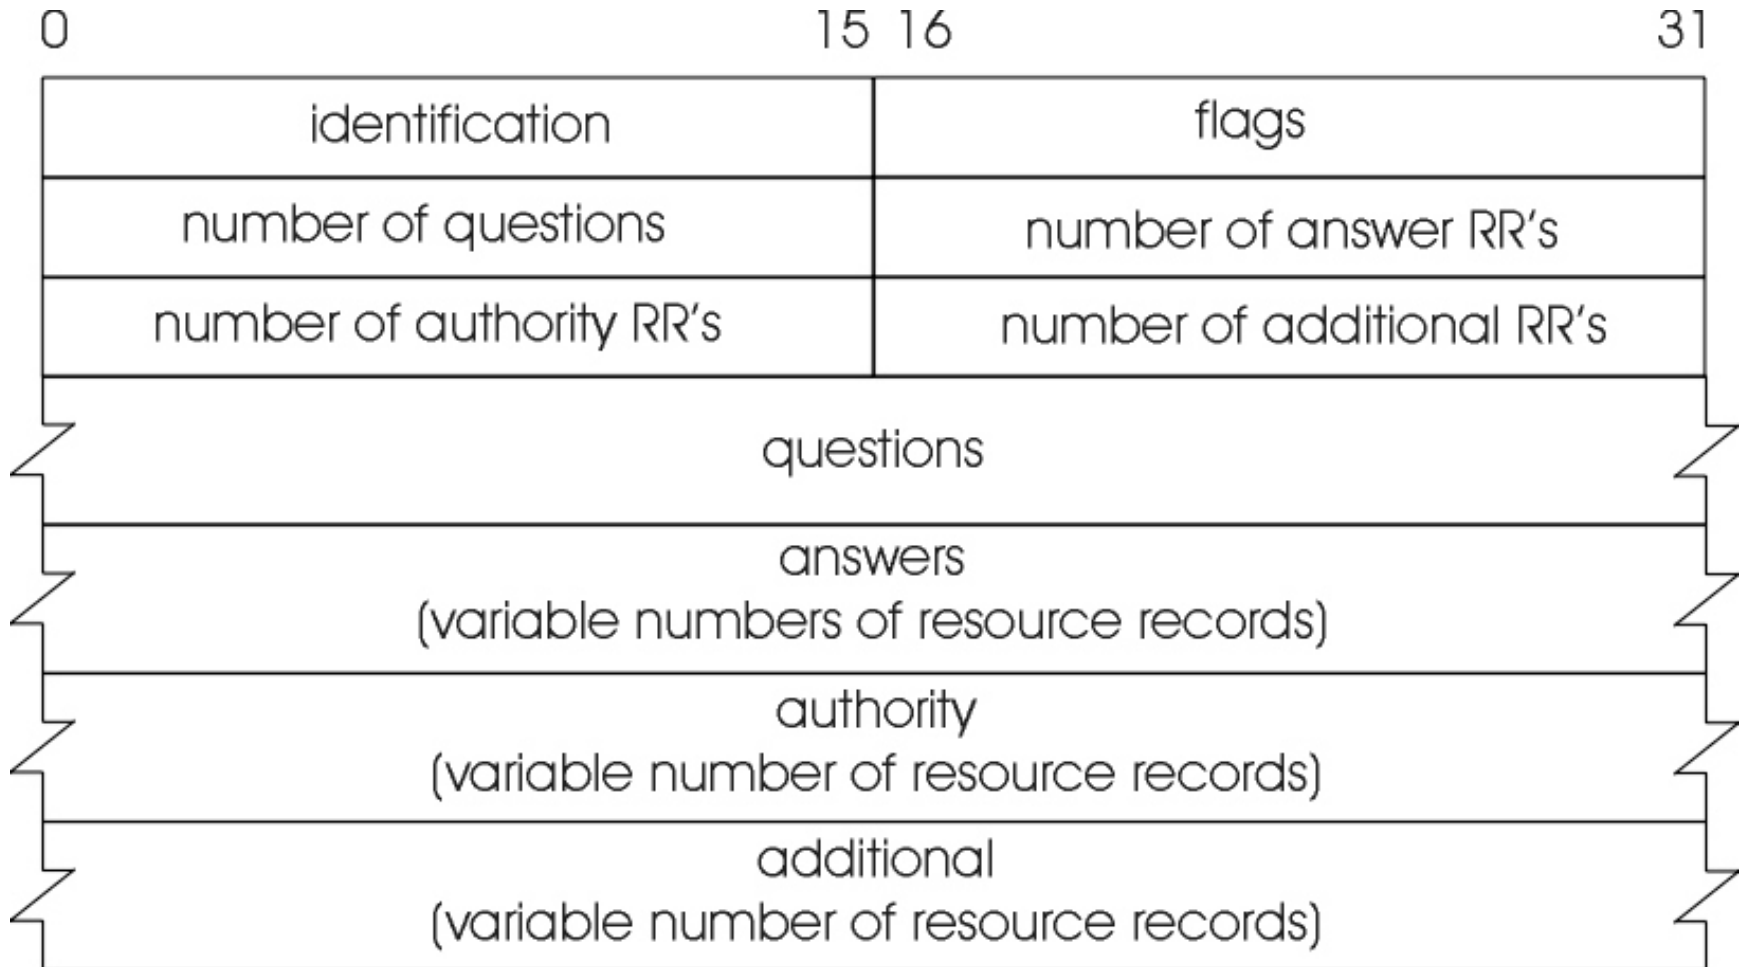 0 15 16 31
identification flags
number of questions number of answer RR's
number of authority RR's number of additional RR's
questions
answers
(variable numbers of resource records)
authority
(variable number of resource records)
additional
(variable number of resource records)